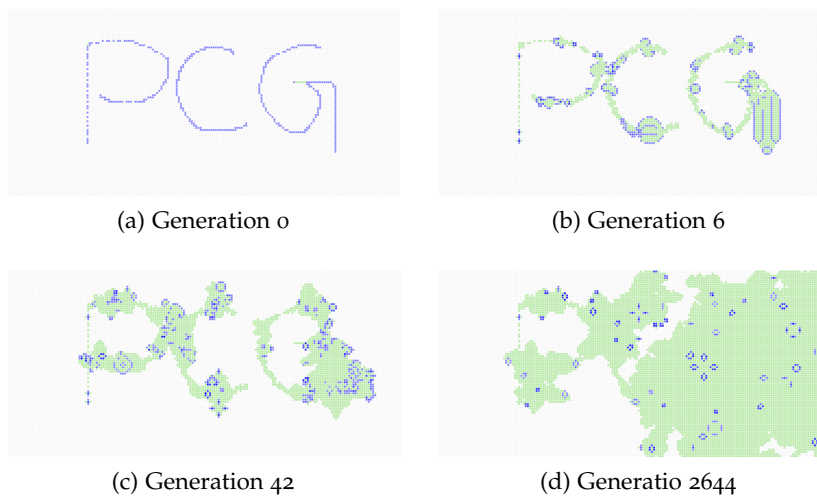 PCG
(a) Generation 0
(b) Generation 6
(c) Generation 42
(d) Generatio 2644